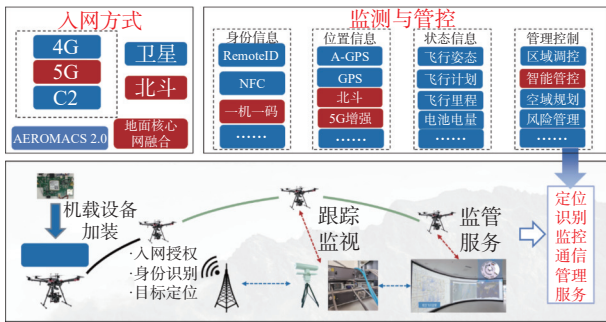 入网方式
4G
5G
C2
卫星
北斗
AEROMACS 2.0
地面核心
网融合
监测与管控
身份信息
RemoteID
NFC
一机一码
……
位置信息
A-GPS
GPS
北斗
5G增强
……
状态信息
飞行姿态
飞行计划
飞行里程
电池电量
……
管理控制
区域调控
智能管控
空域规划
风险管理
……
机载设备
加装
·入网授权
·身份识别
·目标定位
跟踪
监视
监管
服务
定位
识别
监控
通信
管理
服务